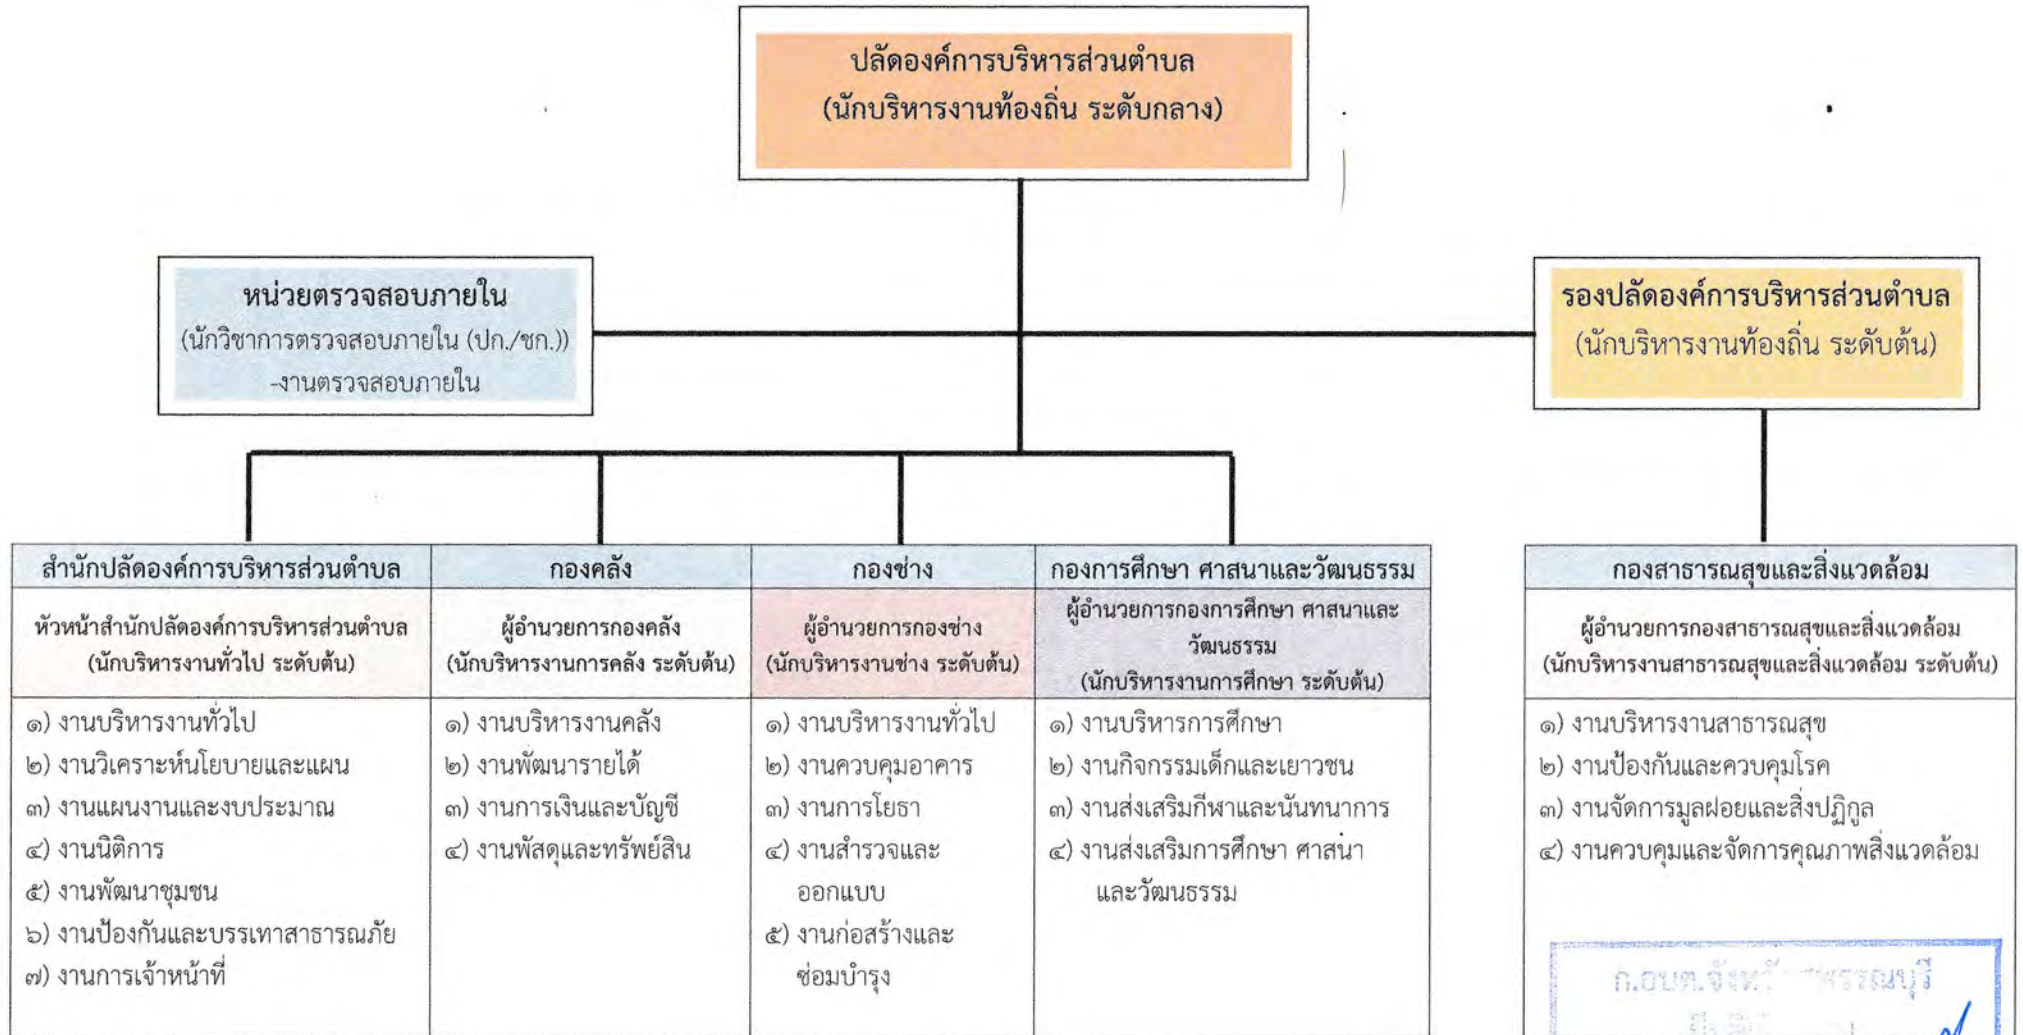 ปลัดองค์การบริหารส่วนตำบล
(นักบริหารงานท้องถิ่น ระดับกลาง)
หน่วยตรวจสอบภายใน
(นักวิชาการตรวจสอบภายใน (ปก./ชก.))
-งานตรวจสอบภายใน
รองปลัดองค์การบริหารส่วนตำบล
(นักบริหารงานท้องถิ่น ระดับต้น)
สำนักปลัดองค์การบริหารส่วนตำบล
หัวหน้าสำนักปลัดองค์การบริหารส่วนตำบล
(นักบริหารงานทั่วไป ระดับต้น)
๑) งานบริหารงานทั่วไป
๒) งานวิเคราะห์นโยบายและแผน
๓) งานแผนงานและงบประมาณ
๔) งานนิติการ
๕) งานพัฒนาชุมชน
๖) งานป้องกันและบรรเทาสาธารณภัย
๗) งานการเจ้าหน้าที่
กองคลัง
ผู้อำนวยการกองคลัง
(นักบริหารงานการคลัง ระดับต้น)
๑) งานบริหารงานคลัง
๒) งานพัฒนารายได้
๓) งานการเงินและบัญชี
๔) งานพัสดุและทรัพย์สิน
กองช่าง
ผู้อำนวยการกองช่าง
(นักบริหารงานช่าง ระดับต้น)
๑) งานบริหารงานทั่วไป
๒) งานควบคุมอาคาร
๓) งานการโยธา
๔) งานสำรวจและ
ออกแบบ
๕) งานก่อสร้างและ
ซ่อมบำรุง
กองการศึกษา ศาสนาและวัฒนธรรม
ผู้อำนวยการกองการศึกษา ศาสนาและ
วัฒนธรรม
(นักบริหารงานการศึกษา ระดับต้น)
๑) งานบริหารการศึกษา
๒) งานกิจกรรมเด็กและเยาวชน
๓) งานส่งเสริมกีฬาและนันทนาการ
๔) งานส่งเสริมการศึกษา ศาสนา
และวัฒนธรรม
กองสาธารณสุขและสิ่งแวดล้อม
ผู้อำนวยการกองสาธารณสุขและสิ่งแวดล้อม
(นักบริหารงานสาธารณสุขและสิ่งแวดล้อม ระดับต้น)
๑) งานบริหารงานสาธารณสุข
๒) งานป้องกันและควบคุมโรค
๓) งานจัดการมูลฝอยและสิ่งปฏิกูล
๔) งานควบคุมและจัดการคุณภาพสิ่งแวดล้อม